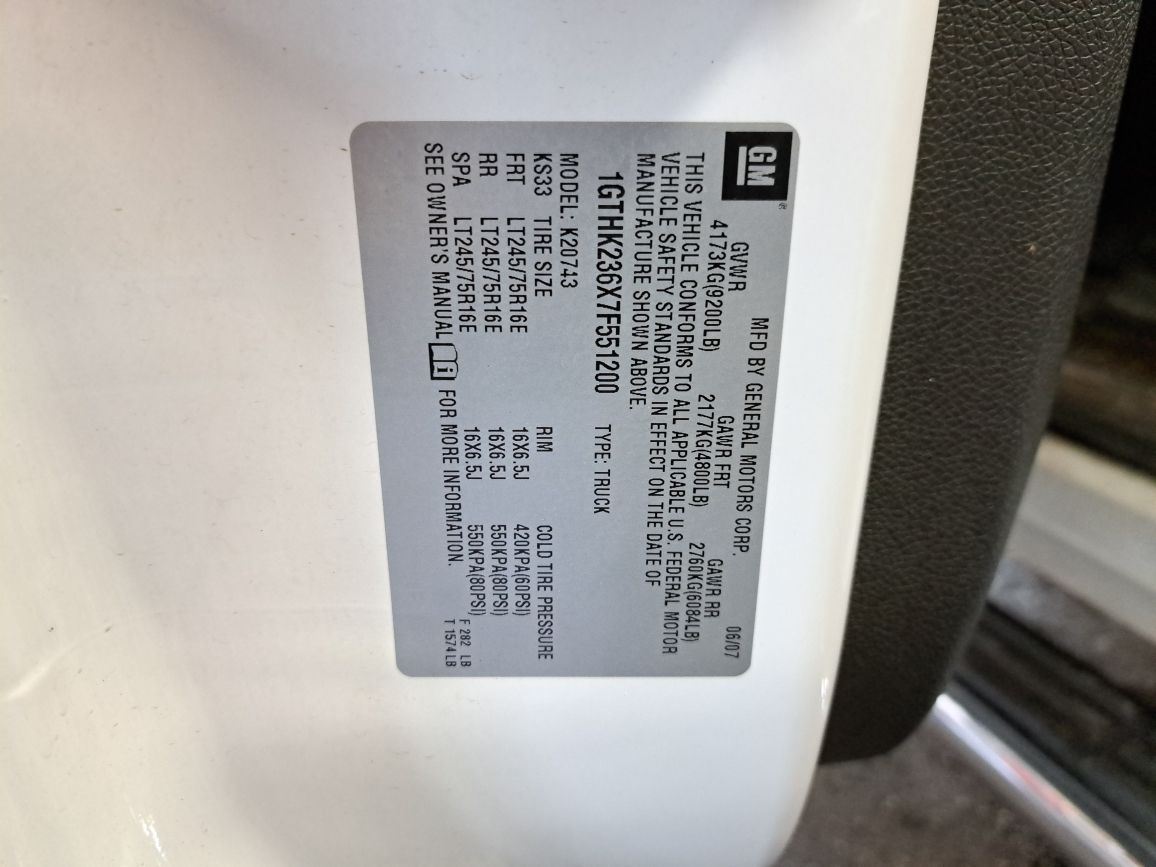 GM®
MFD BY GENERAL MOTORS CORP. 06/07
GVWR GAWR FRT GAWR RR
4173KG(9200LB) 2177KG(4800LB) 2760KG(6084LB)
THIS VEHICLE CONFORMS TO ALL APPLICABLE U.S. FEDERAL MOTOR
VEHICLE SAFETY STANDARDS IN EFFECT ON THE DATE OF
MANUFACTURE SHOWN ABOVE.
1GTHK236X7F551200 TYPE: TRUCK
MODEL: K20743
KS33 TIRE SIZE RIM COLD TIRE PRESSURE
FRT LT245/75R16E 16X6.5J 420KPA(60PSI)
RR LT245/75R16E 16X6.5J 550KPA(80PSI)
SPA LT245/75R16E 16X6.5J 550KPA(80PSI) F 282 LB
SEE OWNER'S MANUAL FOR MORE INFORMATION. T 1574 LB